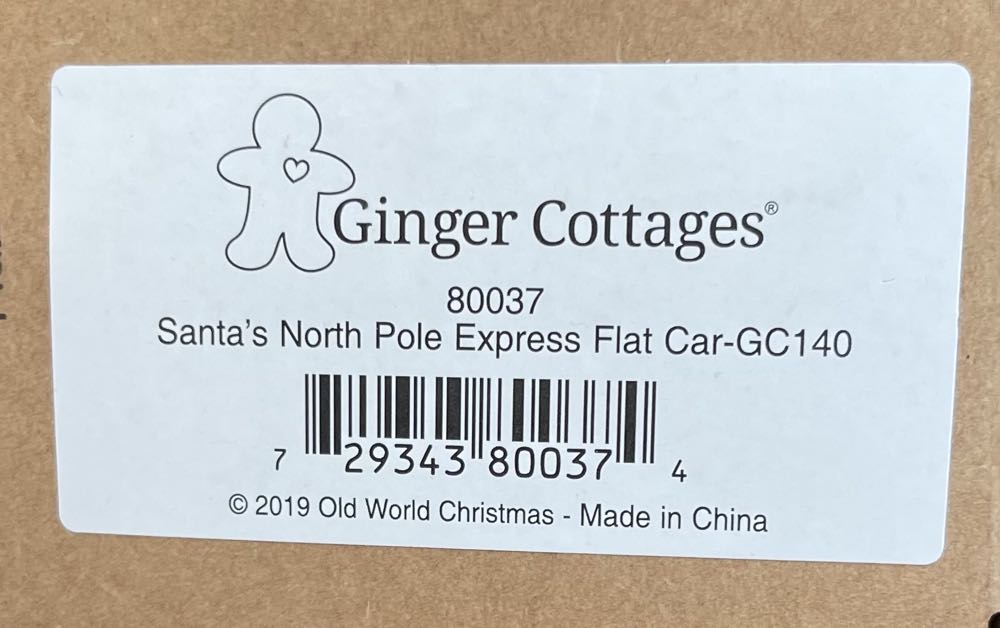 Ginger Cottages®
80037
Santa's North Pole Express Flat Car-GC140
7 29343 80037 4
© 2019 Old World Christmas - Made in China